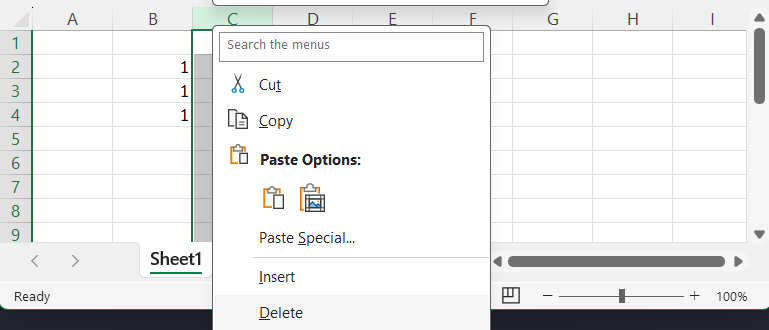 A B C D E F G H I
1
Search the menus
2 1
3 1 Cut
4 1 Copy
5
Paste Options:
6
7
8
Paste Special...
9
Sheet1
Insert
Ready 100%
Delete